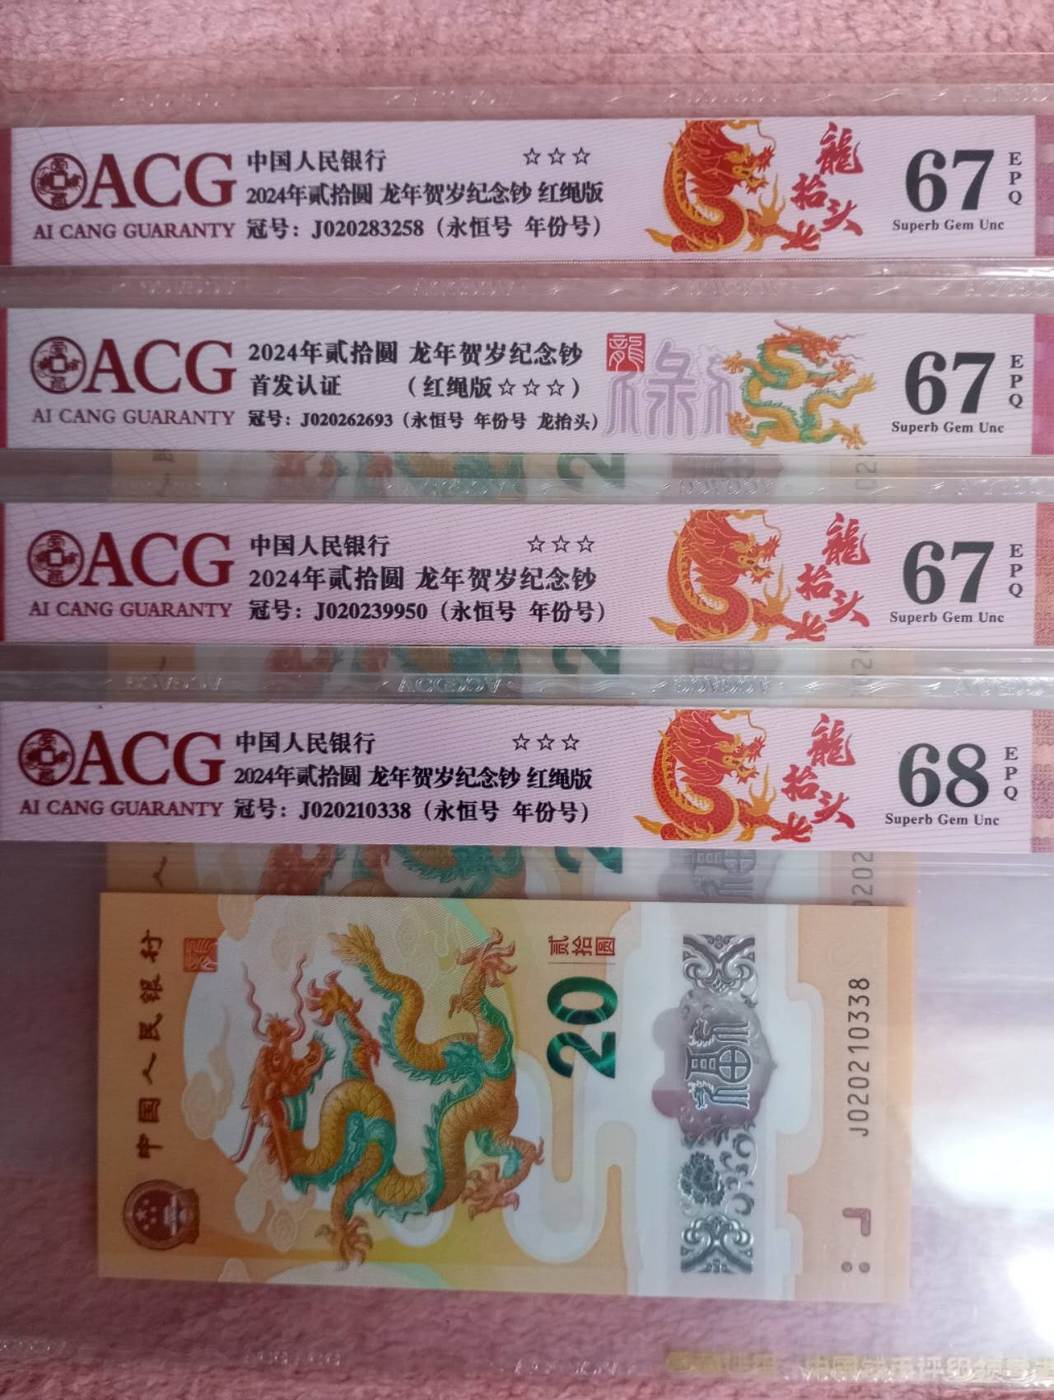 ACG
AI CANG GUARANTY
中国人民银行 ☆☆☆
2024年贰拾圆 龙年贺岁纪念钞 红绳版
冠号：J020283258（永恒号 年份号）
龍抬头
67
EPQ
Superb Gem Unc
ACG
AI CANG GUARANTY
2024年贰拾圆 龙年贺岁纪念钞
首发认证 （红绳版☆☆☆）
冠号：J020262693（永恒号 年份号 龙抬头）
龍
禄
67
EPQ
Superb Gem Unc
ACG
AI CANG GUARANTY
中国人民银行 ☆☆☆
2024年貳拾圆 龙年贺岁纪念钞
冠号：J020239950（永恒号 年份号）
龍抬头
67
EPQ
Superb Gem Unc
ACG
AI CANG GUARANTY
中国人民银行 ☆☆☆
2024年貳拾圆 龙年贺岁纪念钞 红绳版
冠号：J020210338（永恒号 年份号）
龍抬头
68
EPQ
Superb Gem Unc
中国人民银行
贰拾圆
20
福
J020210338